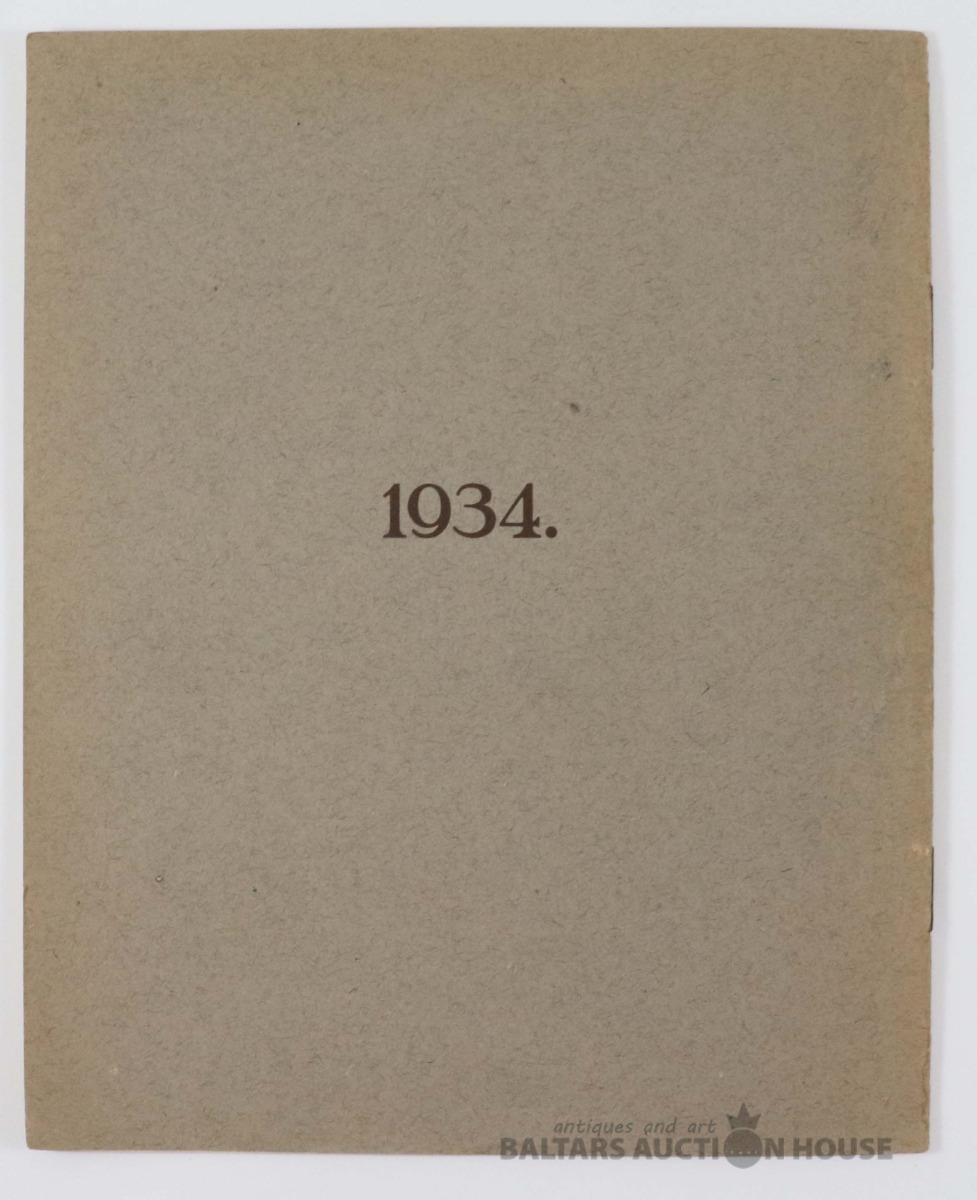 1934.
antiques and art
BALTARS AUCTION HOUSE